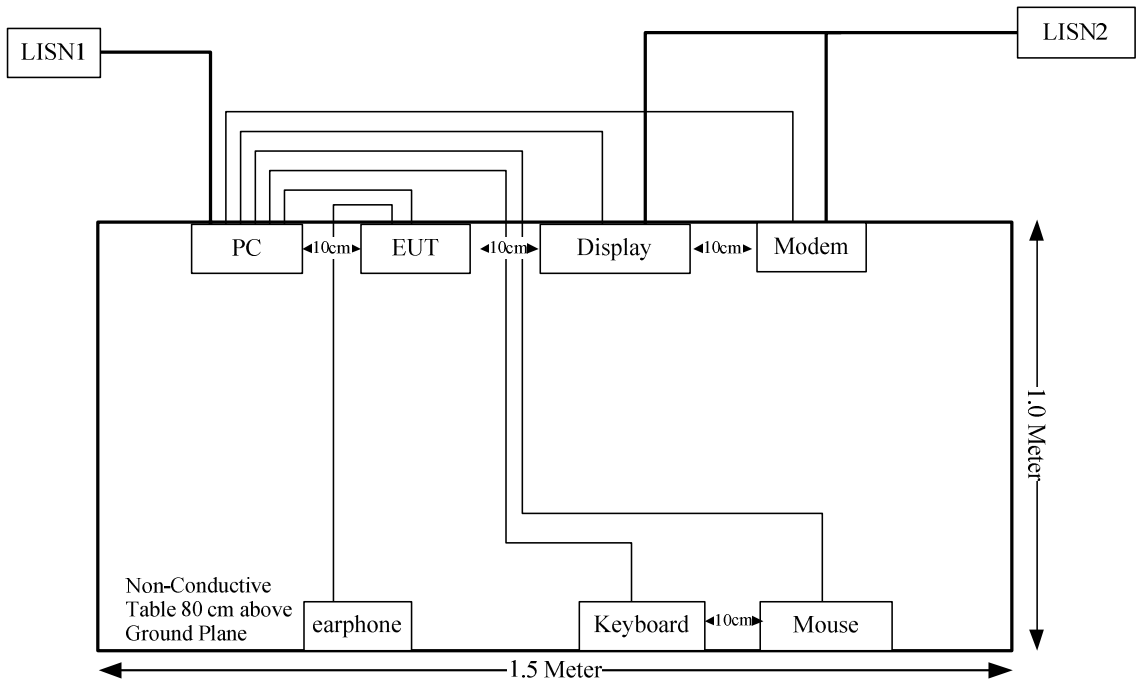 LISN1
LISN2
PC
10cm
EUT
10cm
Display
10cm
Modem
1.0 Meter
Non-Conductive
Table 80 cm above
Ground Plane
earphone
Keyboard
10cm
Mouse
1.5 Meter